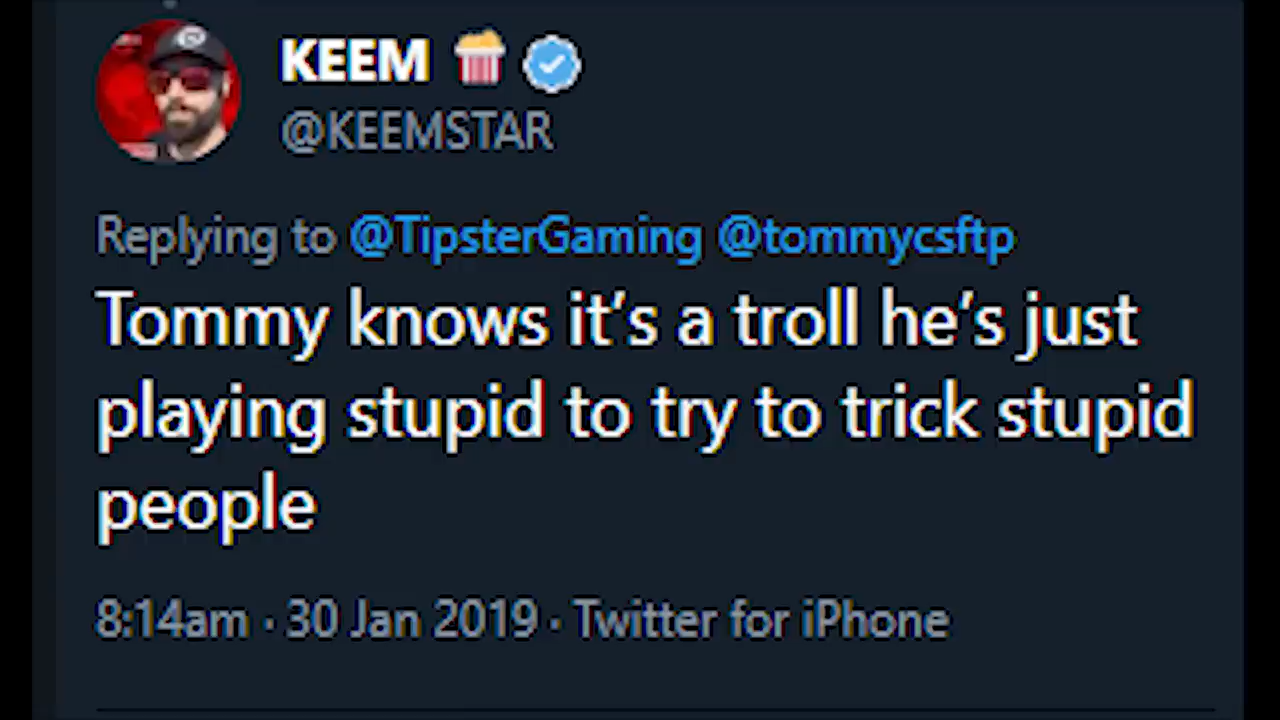 KEEM 🍿
@KEEMSTAR
Replying to @TipsterGaming @tommycsftp
Tommy knows it’s a troll he’s just
playing stupid to try to trick stupid
people
8:14am · 30 Jan 2019 · Twitter for iPhone